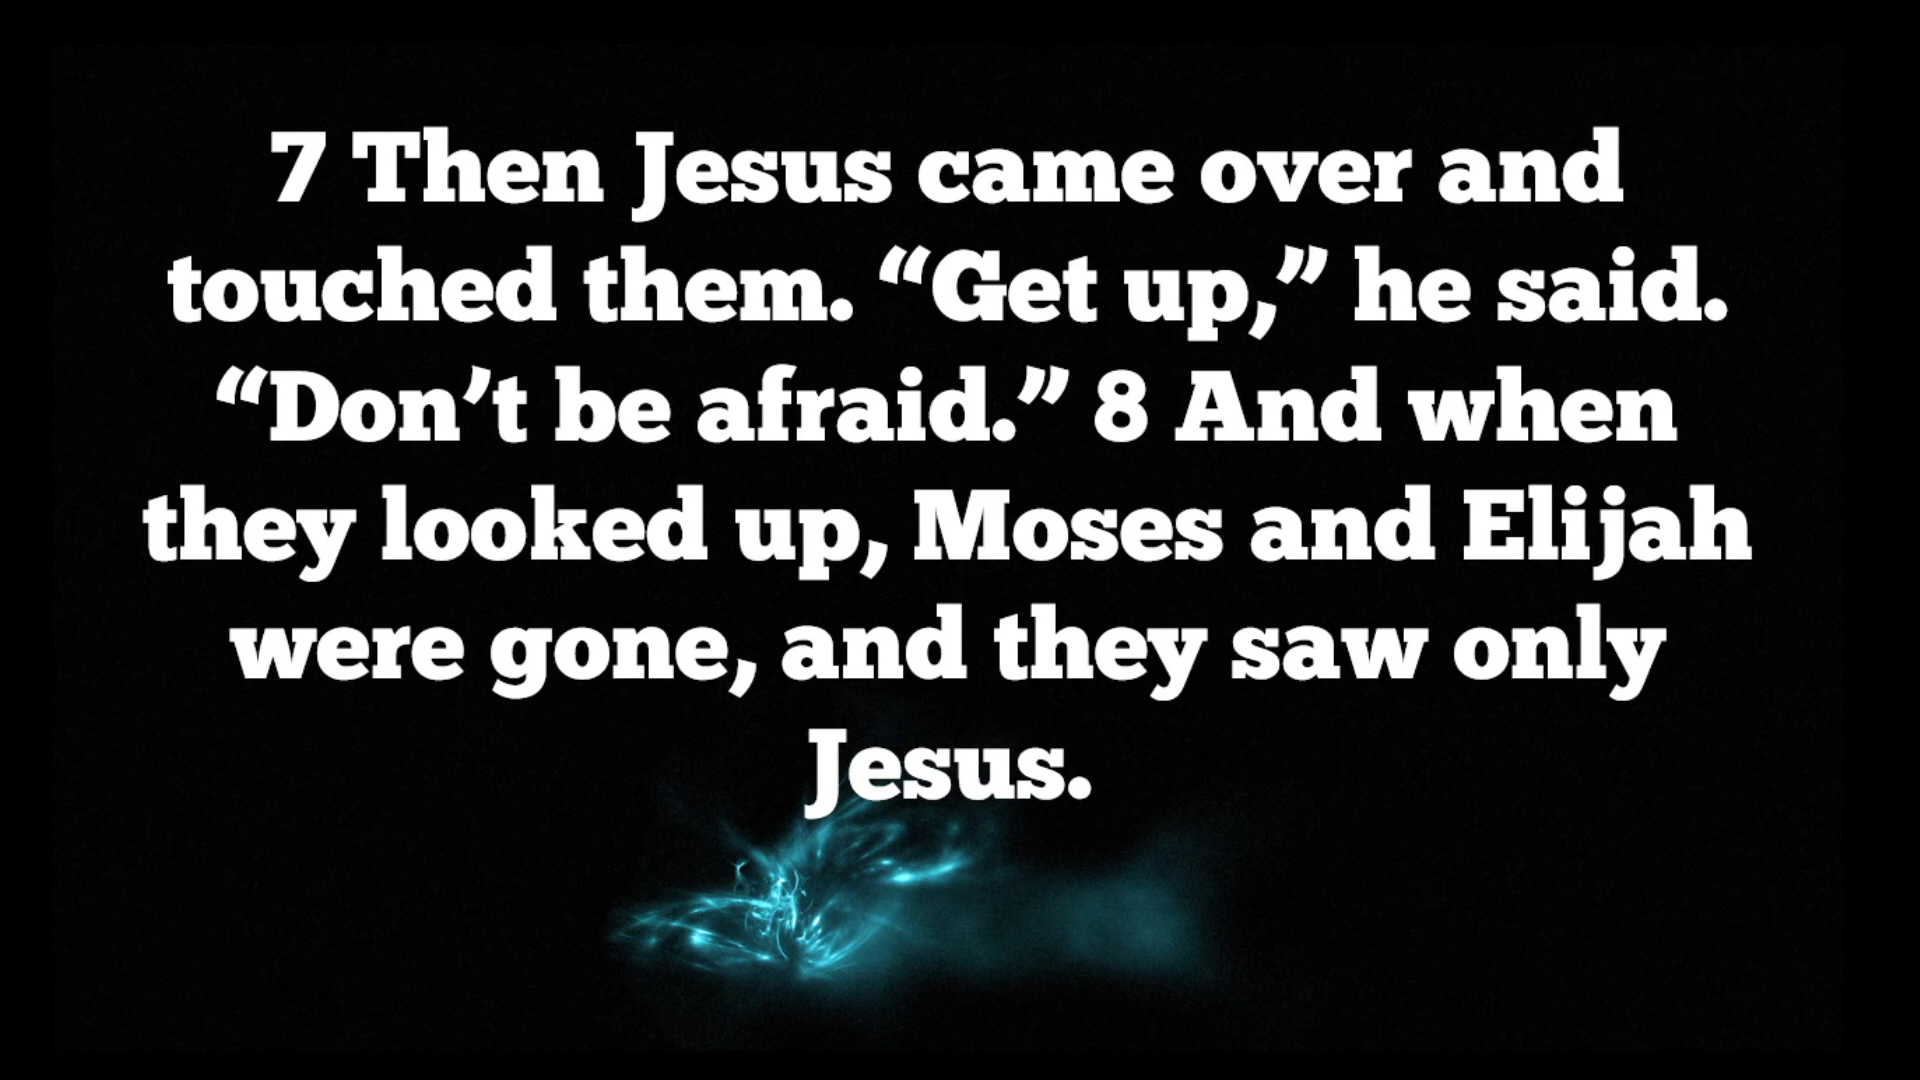 7 Then Jesus came over and
touched them. “Get up,” he said.
“Don’t be afraid.” 8 And when
they looked up, Moses and Elijah
were gone, and they saw only
Jesus.